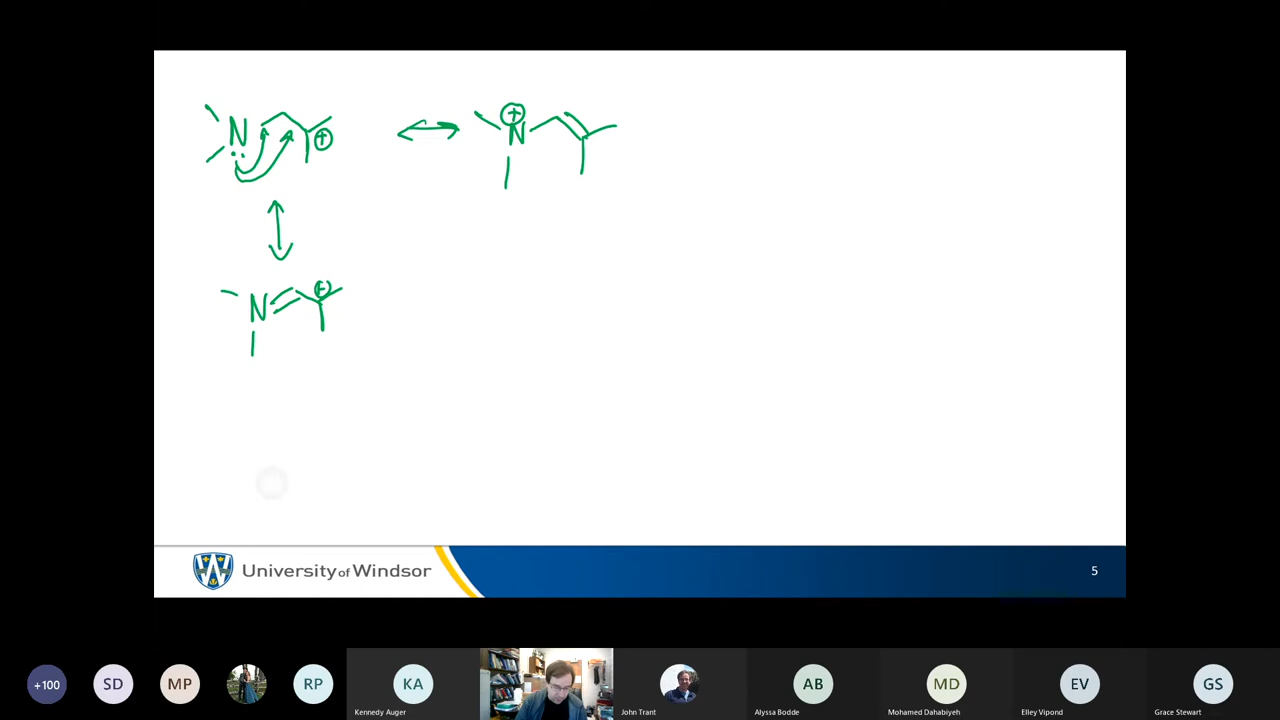 N ⊕
⊕ N
N ⊕
University of Windsor
5
+100
SD
MP
RP
KA
Kennedy Auger
John Trant
AB
Alyssa Bodde
MD
Mohamed Dahabiyeh
EV
Elley Vipond
GS
Grace Stewart